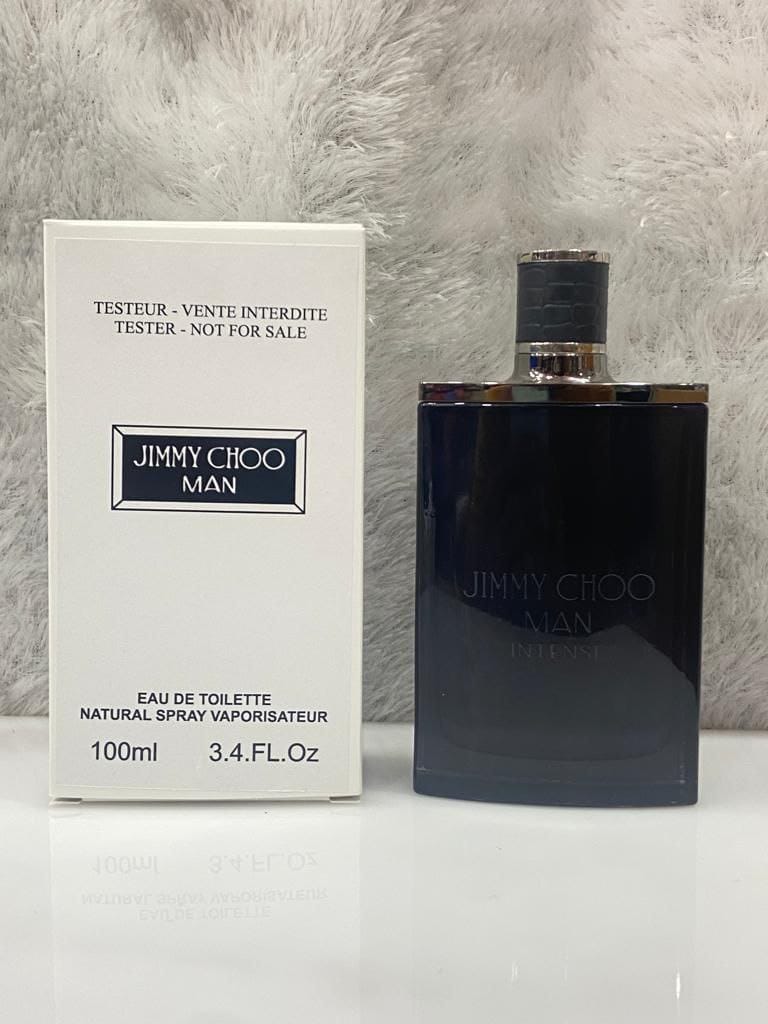 TESTEUR - VENTE INTERDITE
TESTER - NOT FOR SALE
JIMMY CHOO
MAN
EAU DE TOILETTE
NATURAL SPRAY VAPORISATEUR
100ml 3.4.FL.Oz
JIMMY CHOO
MAN
INTENSE